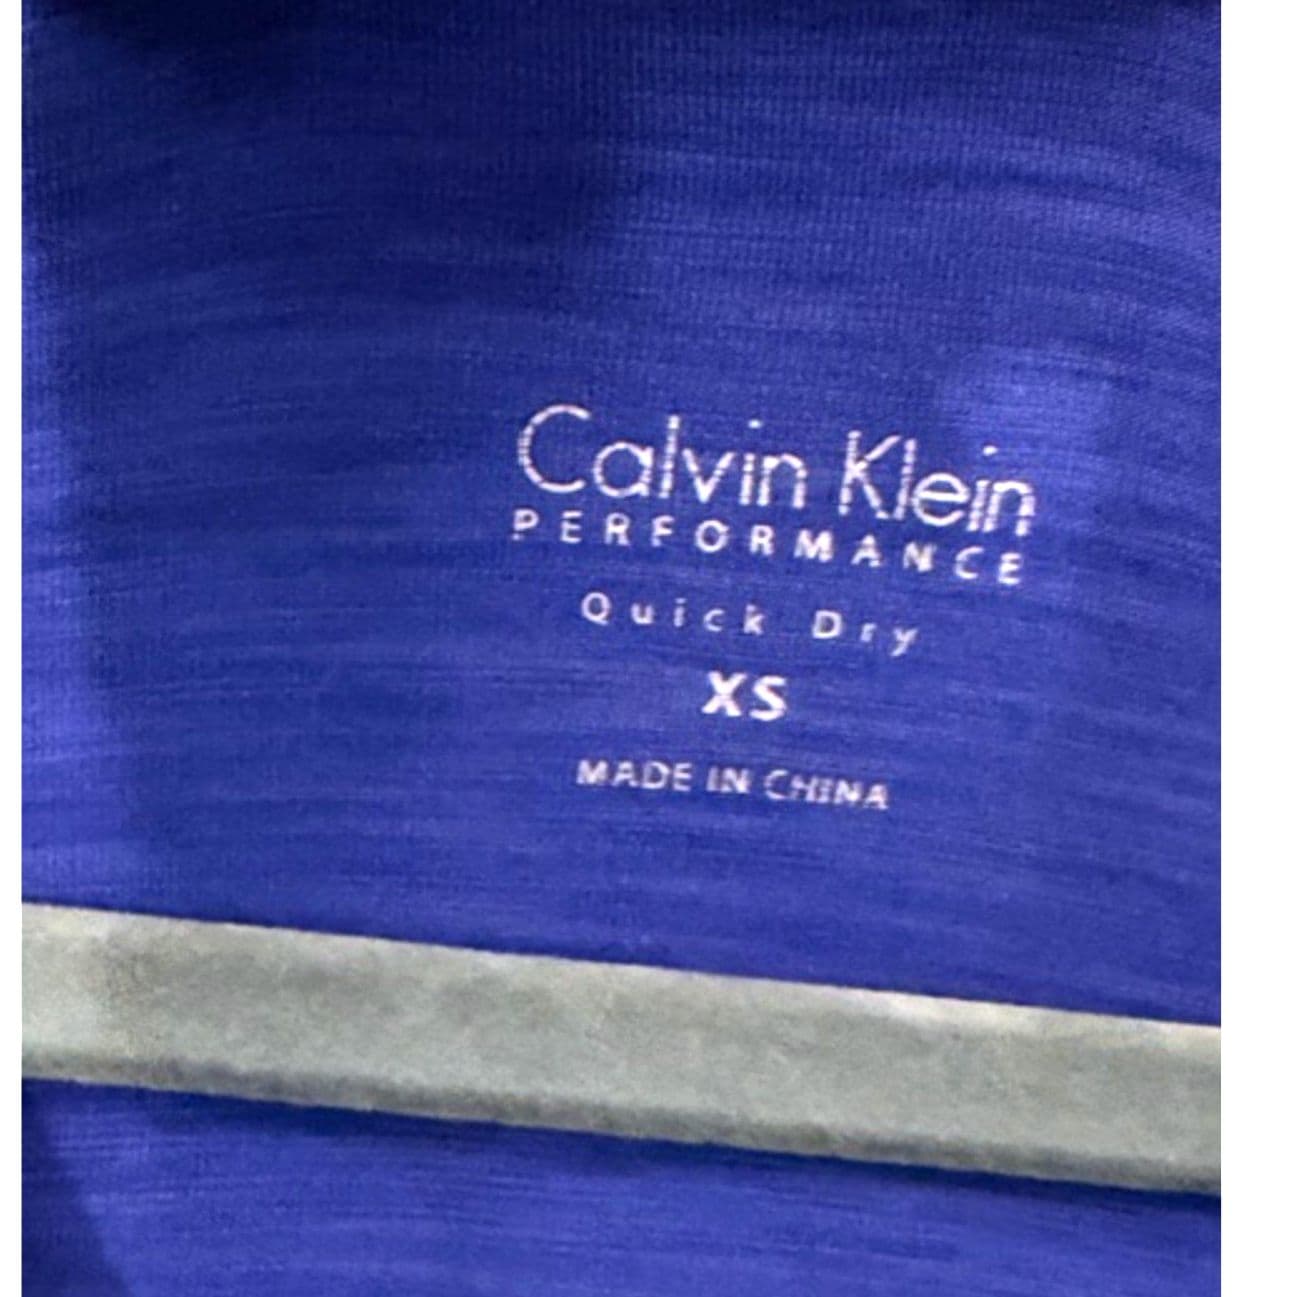 Calvin Klein
PERFORMANCE
Quick Dry
XS
MADE IN CHINA